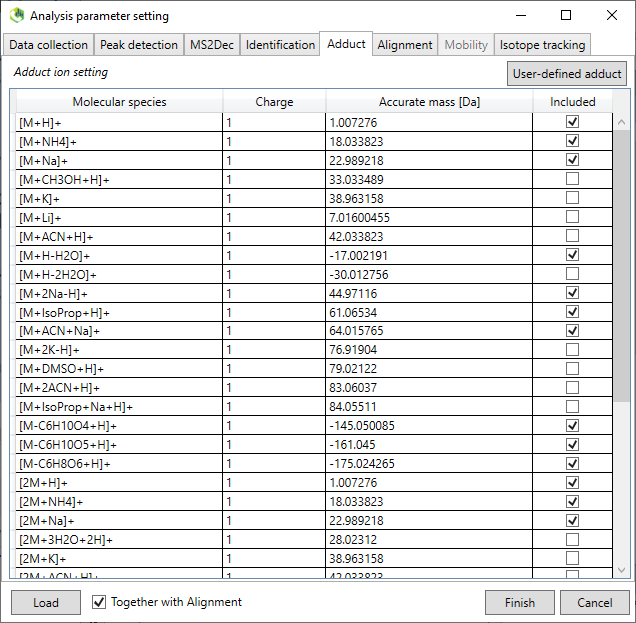 Analysis parameter setting
Data collection Peak detection MS2Dec Identification Adduct Alignment Mobility Isotope tracking
Adduct ion setting
User-defined adduct
Molecular species Charge Accurate mass [Da] Included
[M+H]+ 1 1.007276
[M+NH4]+ 1 18.033823
[M+Na]+ 1 22.989218
[M+CH3OH+H]+ 1 33.033489
[M+K]+ 1 38.963158
[M+Li]+ 1 7.01600455
[M+ACN+H]+ 1 42.033823
[M+H-H2O]+ 1 -17.002191
[M+H-2H2O]+ 1 -30.012756
[M+2Na-H]+ 1 44.97116
[M+IsoProp+H]+ 1 61.06534
[M+ACN+Na]+ 1 64.015765
[M+2K-H]+ 1 76.91904
[M+DMSO+H]+ 1 79.02122
[M+2ACN+H]+ 1 83.06037
[M+IsoProp+Na+H]+ 1 84.05511
[M-C6H10O4+H]+ 1 -145.050085
[M-C6H10O5+H]+ 1 -161.045
[M-C6H8O6+H]+ 1 -175.024265
[2M+H]+ 1 1.007276
[2M+NH4]+ 1 18.033823
[2M+Na]+ 1 22.989218
[2M+3H2O+2H]+ 1 28.02312
[2M+K]+ 1 38.963158
[2M+ACN+H]+ 1 42.033823
Load Together with Alignment Finish Cancel